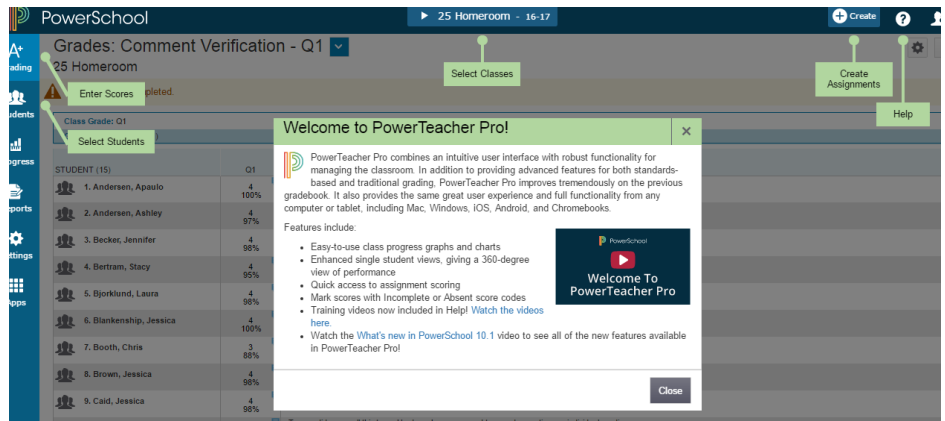 PowerSchool
25 Homeroom - 16-17
Create
?
Grades: Comment Verification - Q1
25 Homeroom
Select Classes
Create
Assignments
Help
A+
Enter Scores
Select Students
Class Grade: Q1
STUDENT (15) Q1
1. Andersen, Apaulo 4
100%
2. Andersen, Ashley 4
97%
3. Becker, Jennifer 4
98%
4. Bertram, Stacy 4
95%
5. Bjorklund, Laura 4
98%
6. Blankenship, Jessica 4
100%
7. Booth, Chris 3
88%
8. Brown, Jessica 4
98%
9. Caid, Jessica 4
98%
Welcome to PowerTeacher Pro! ×
PowerTeacher Pro combines an intuitive user interface with robust functionality for
managing the classroom. In addition to providing advanced features for both standards-
based and traditional grading, PowerTeacher Pro improves tremendously on the previous
gradebook. It also provides the same great user experience and full functionality from any
computer or tablet, including Mac, Windows, iOS, Android, and Chromebooks.
Features include:
• Easy-to-use class progress graphs and charts
• Enhanced single student views, giving a 360-degree
view of performance
• Quick access to assignment scoring
• Mark scores with Incomplete or Absent score codes
• Training videos now included in Help! Watch the videos
here.
• Watch the What's new in PowerSchool 10.1 video to see all of the new features available
in PowerTeacher Pro!
PowerSchool
Welcome To
PowerTeacher Pro
Close